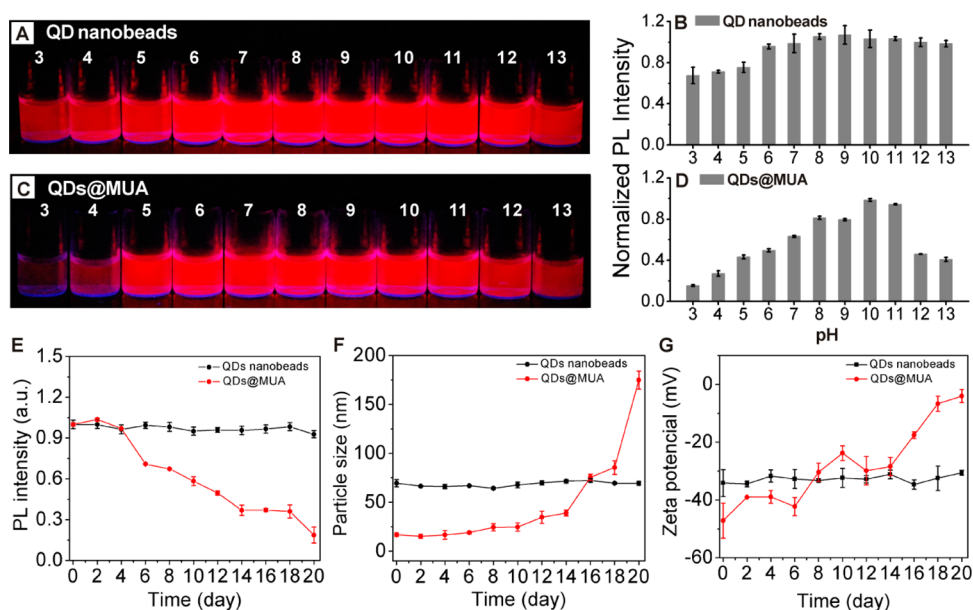 A QD nanobeads
3 4 5 6 7 8 9 10 11 12 13
C QDs@MUA
3 4 5 6 7 8 9 10 11 12 13
Normalized PL Intensity
B QD nanobeads
1.2
0.8
0.4
0.0
3 4 5 6 7 8 9 10 11 12 13
D QDs@MUA
1.2
0.8
0.4
0.0
3 4 5 6 7 8 9 10 11 12 13
pH
E
QDs nanobeads
QDs@MUA
PL intensity (a.u.)
1.5
1.2
0.9
0.6
0.3
0.0
0 2 4 6 8 10 12 14 16 18 20
Time (day)
F
QDs nanobeads
QDs@MUA
Particle size (nm)
200
150
100
50
0
0 2 4 6 8 10 12 14 16 18 20
Time (day)
G
QDs nanobeads
QDs@MUA
Zeta potencial (mV)
0
-20
-40
-60
0 2 4 6 8 10 12 14 16 18 20
Time (day)